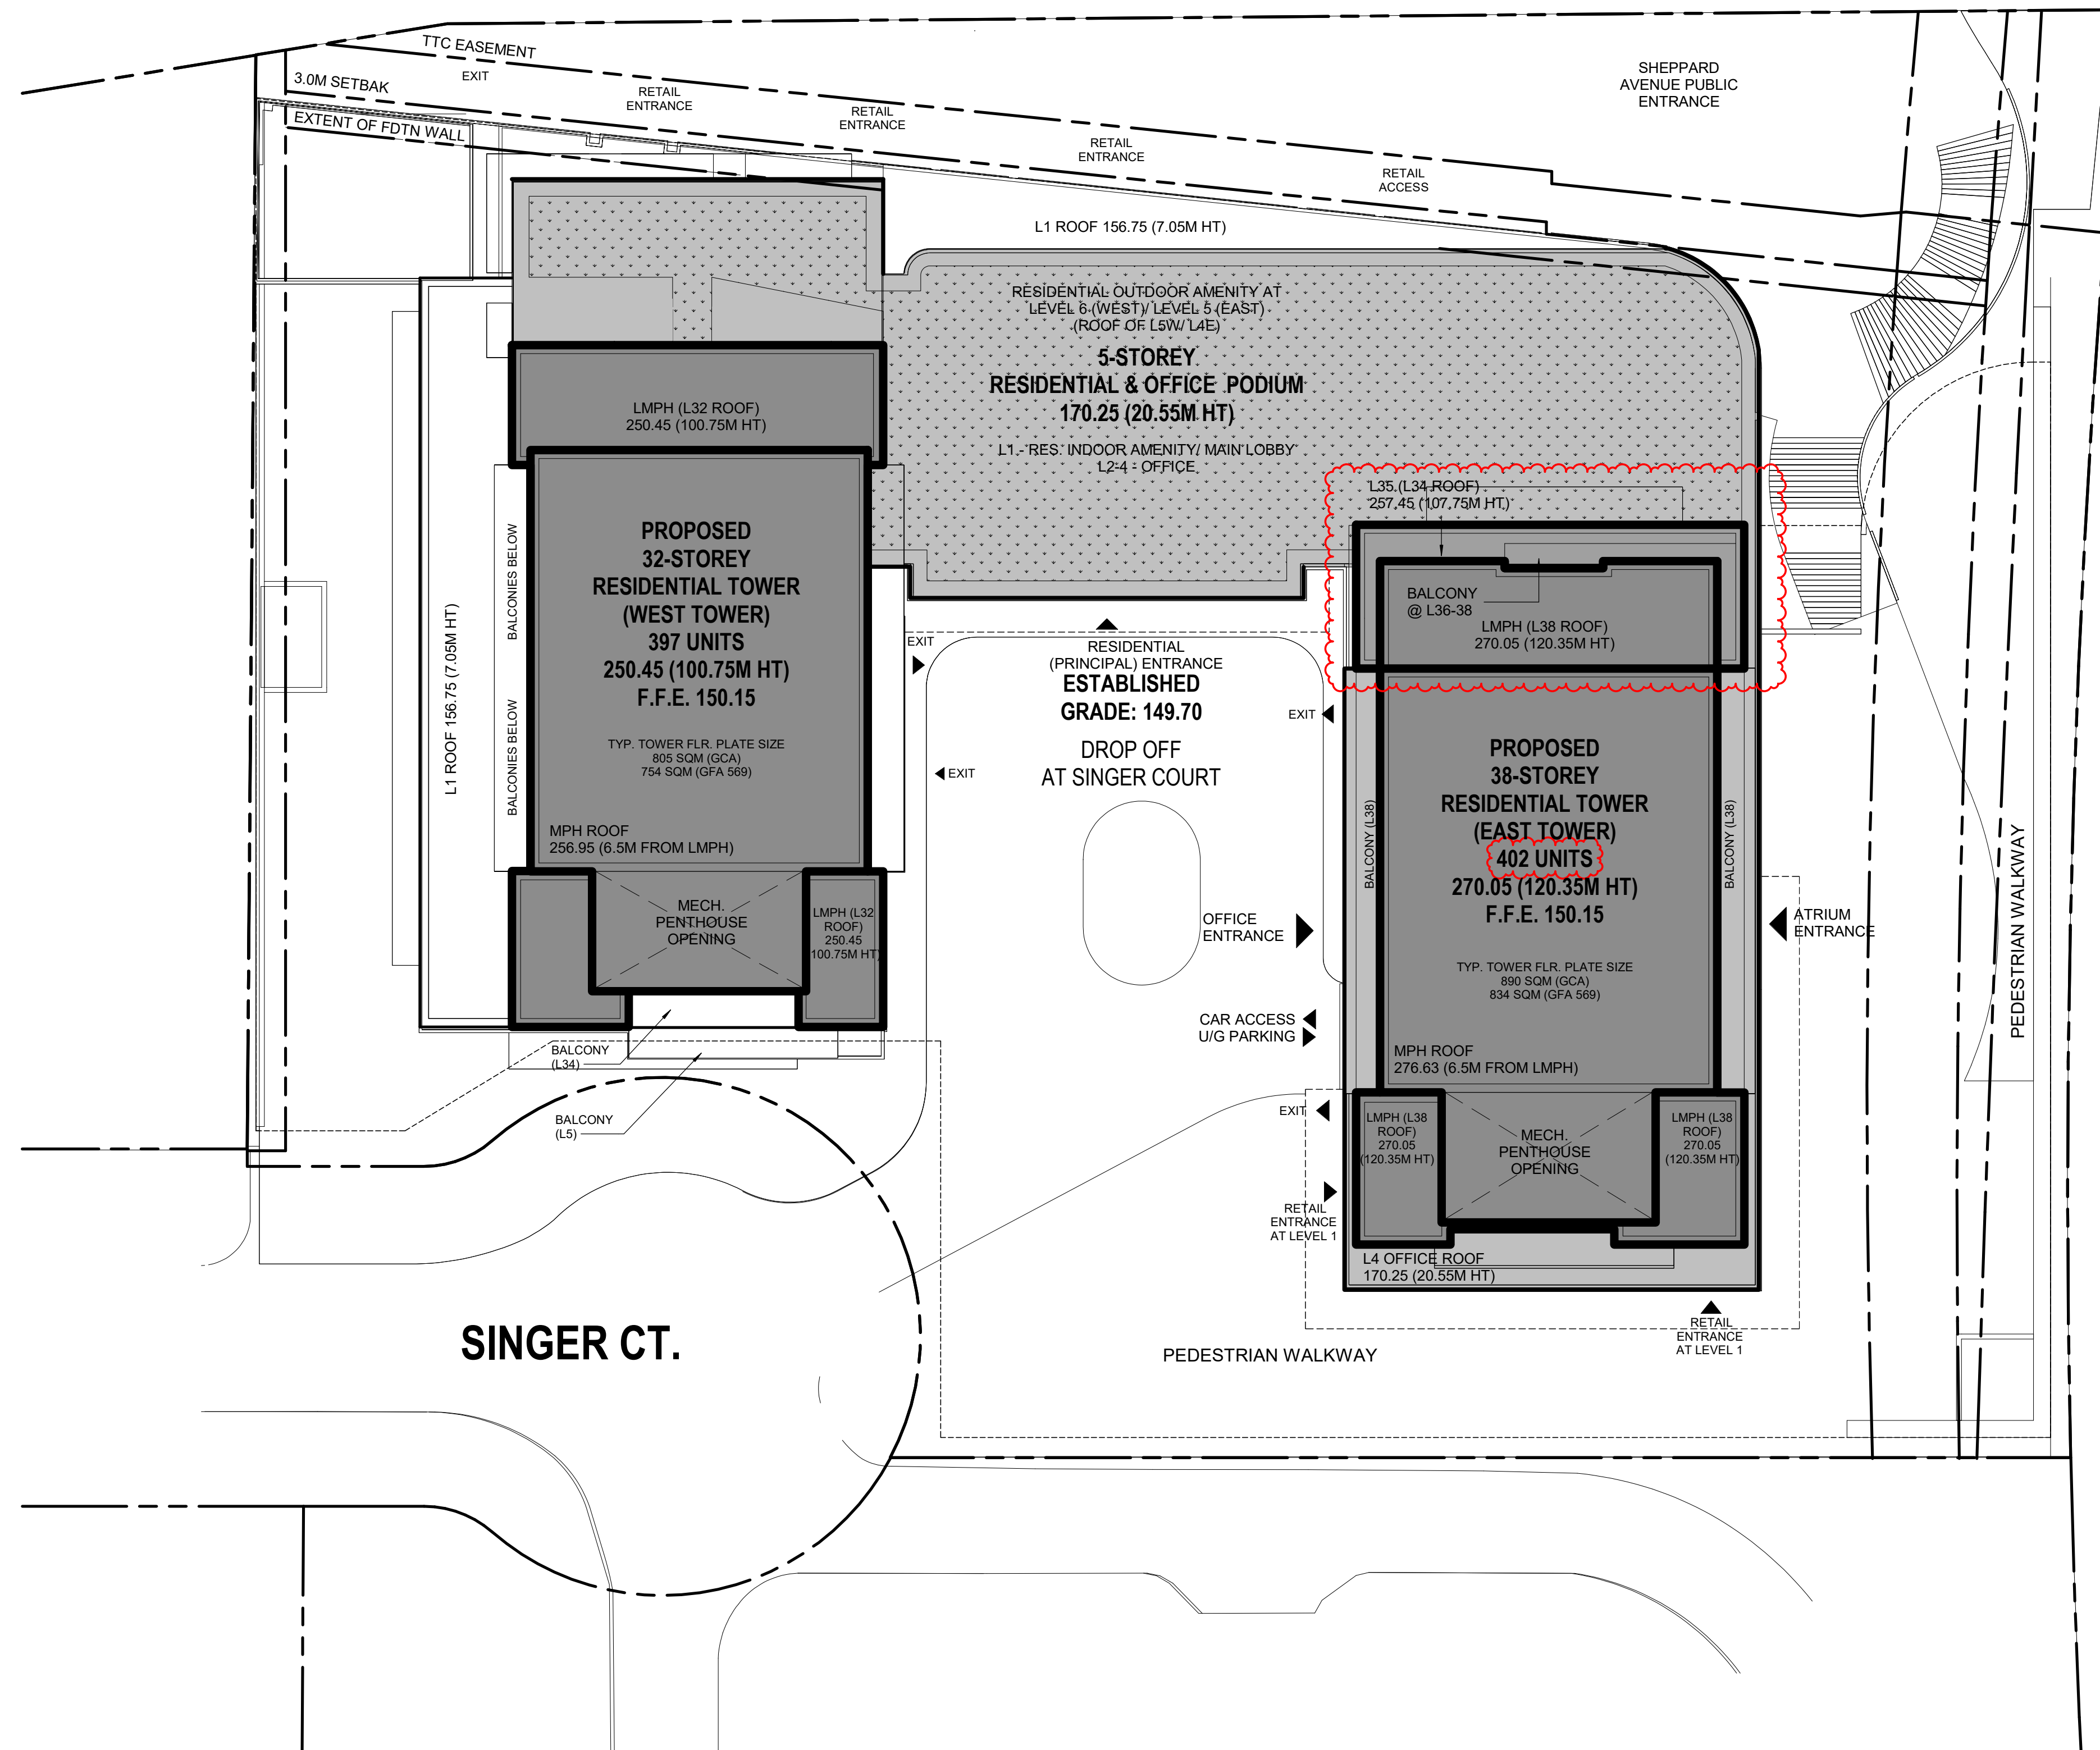 TTC EASEMENT
EXIT
3.0M SETBAK
EXTENT OF FDTN WALL
RETAIL
ENTRANCE
RETAIL
ENTRANCE
RETAIL
ENTRANCE
RETAIL
ACCESS
SHEPPARD
AVENUE PUBLIC
ENTRANCE
L1 ROOF 156.75 (7.05M HT)
RESIDENTIAL OUTDOOR AMENITY AT
LEVEL 6 (WEST)/ LEVEL 5 (EAST)
(ROOF OF L5W/ L4E)
5-STOREY
RESIDENTIAL & OFFICE PODIUM
170.25 (20.55M HT)
L1 - RES. INDOOR AMENITY/ MAIN LOBBY
L2-4 - OFFICE
LMPH (L32 ROOF)
250.45 (100.75M HT)
PROPOSED
32-STOREY
RESIDENTIAL TOWER
(WEST TOWER)
397 UNITS
250.45 (100.75M HT)
F.F.E. 150.15
TYP. TOWER FLR. PLATE SIZE
805 SQM (GCA)
754 SQM (GFA 569)
MPH ROOF
256.95 (6.5M FROM LMPH)
BALCONIES BELOW
BALCONIES BELOW
L1 ROOF 156.75 (7.05M HT)
MECH.
PENTHOUSE
OPENING
LMPH (L32
ROOF)
250.45
100.75M HT)
BALCONY
(L34)
BALCONY
(L5)
EXIT
EXIT
RESIDENTIAL
(PRINCIPAL) ENTRANCE
ESTABLISHED
GRADE: 149.70
DROP OFF
AT SINGER COURT
L35 (L34 ROOF)
257.45 (107.75M HT)
BALCONY
@ L36-38
LMPH (L38 ROOF)
270.05 (120.35M HT)
EXIT
PROPOSED
38-STOREY
RESIDENTIAL TOWER
(EAST TOWER)
402 UNITS
270.05 (120.35M HT)
F.F.E. 150.15
TYP. TOWER FLR. PLATE SIZE
890 SQM (GCA)
834 SQM (GFA 569)
MPH ROOF
276.63 (6.5M FROM LMPH)
BALCONY (L38)
BALCONY (L38)
OFFICE
ENTRANCE
ATRIUM
ENTRANCE
CAR ACCESS
U/G PARKING
EXIT
LMPH (L38
ROOF)
270.05
(120.35M HT)
MECH.
PENTHOUSE
OPENING
LMPH (L38
ROOF)
270.05
(120.35M HT)
RETAIL
ENTRANCE
AT LEVEL 1
L4 OFFICE ROOF
170.25 (20.55M HT)
RETAIL
ENTRANCE
AT LEVEL 1
PEDESTRIAN WALKWAY
PEDESTRIAN WALKWAY
SINGER CT.